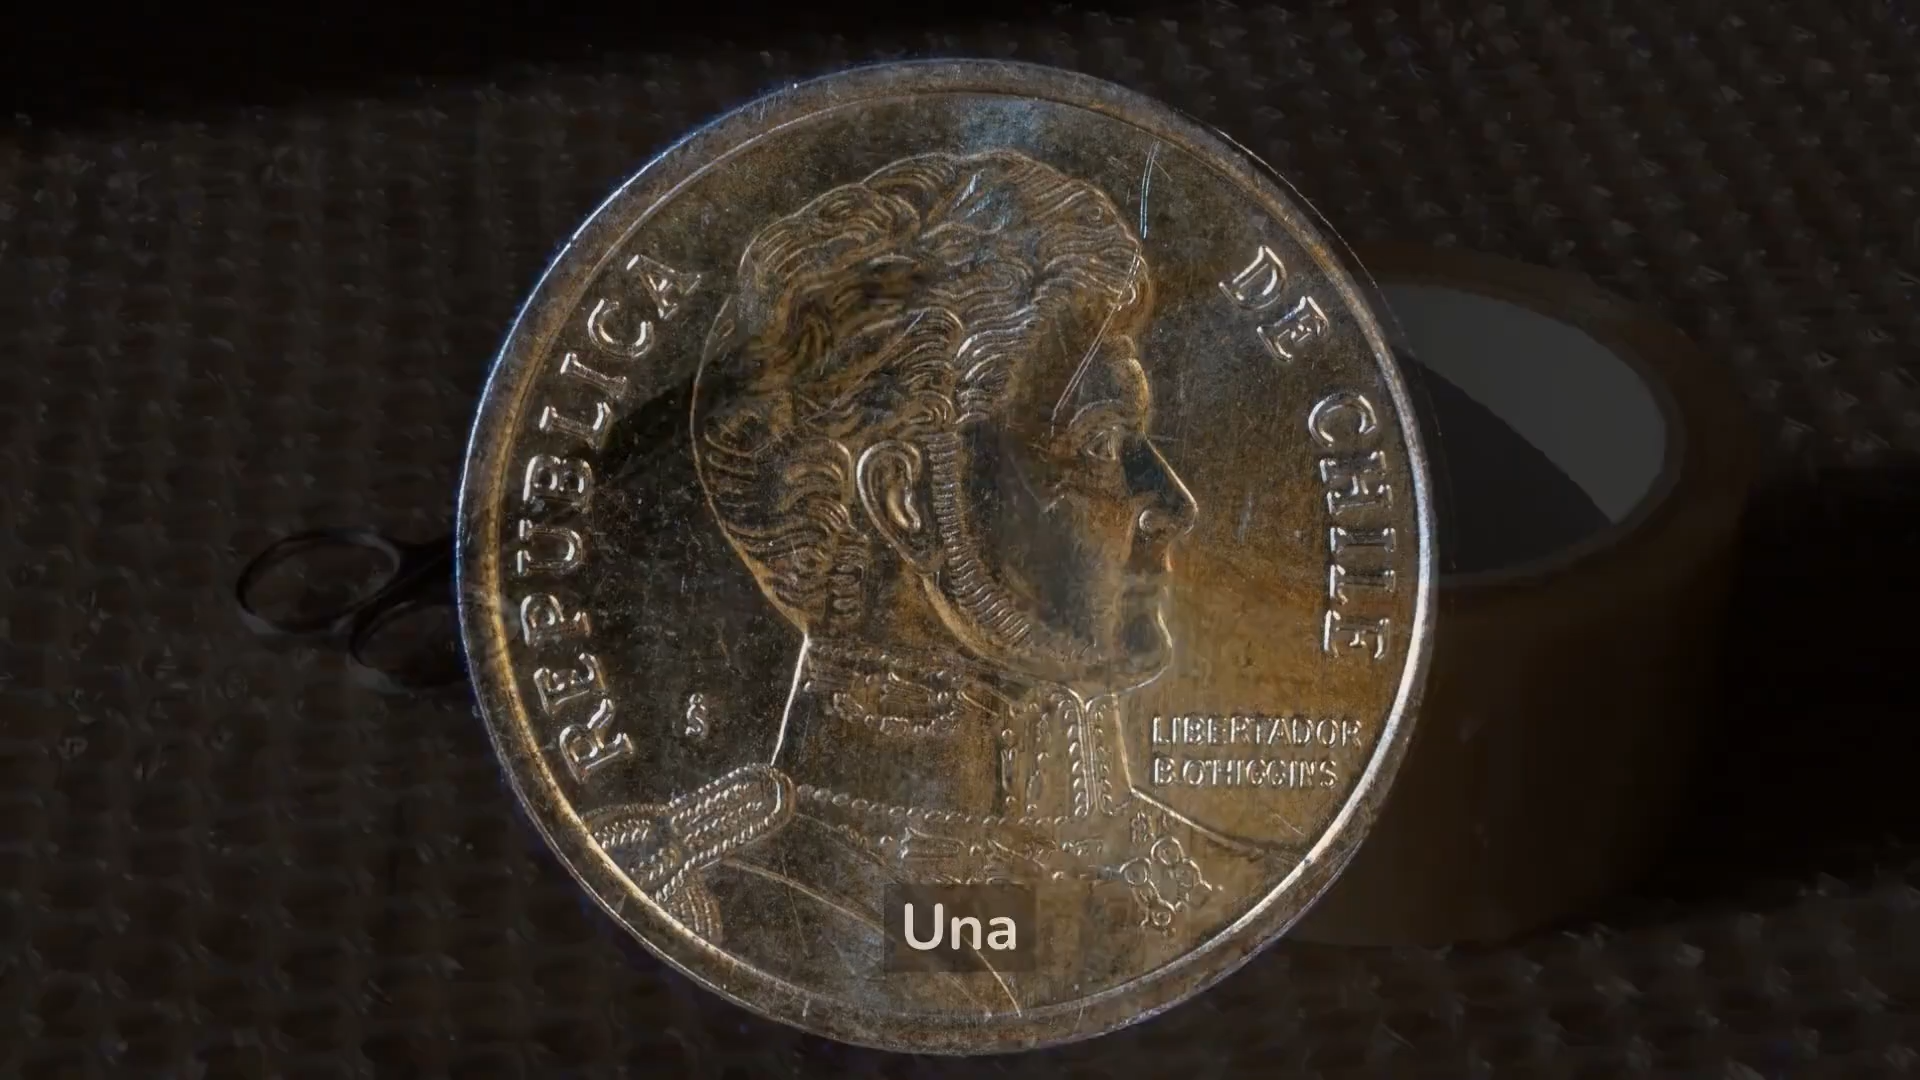 REPUBLICA DE CHILE
S
LIBERTADOR
B.O'HIGGINS
Una